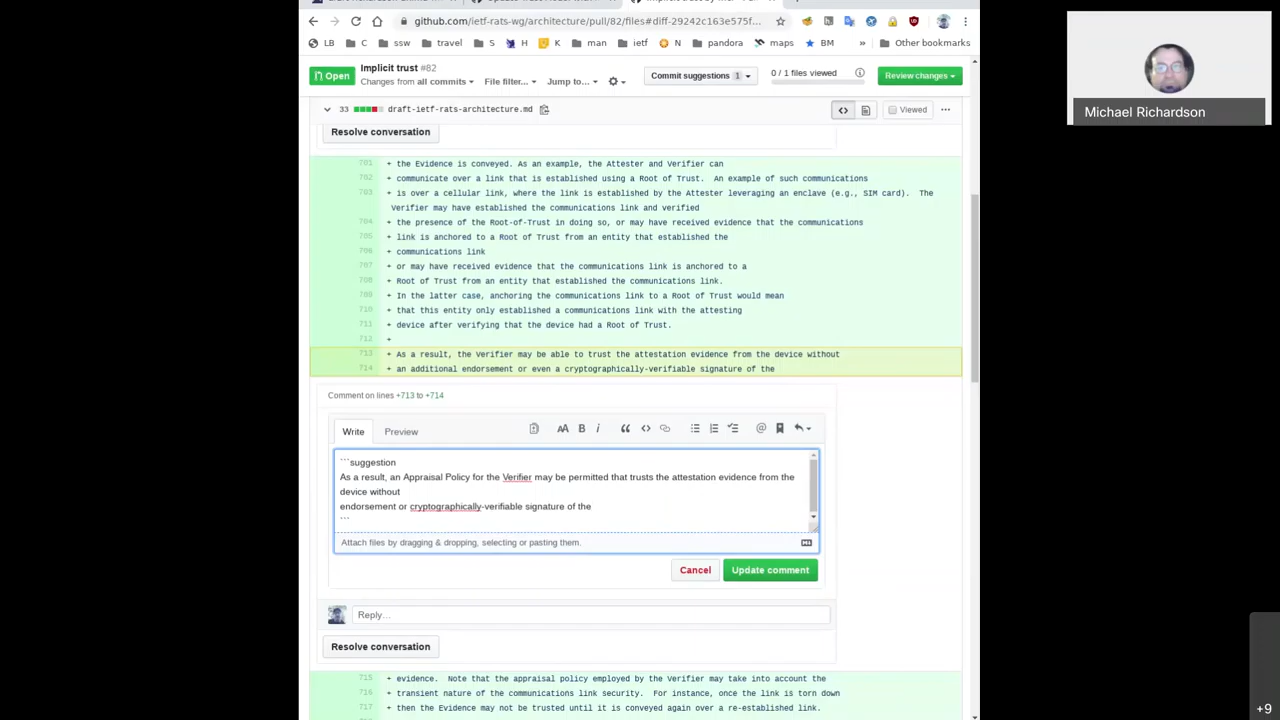 github.com/ietf-rats-wg/architecture/pull/82/files#diff-29242c163e575f...
LB C ssw travel S H K man ietf N pandora maps BM » Other bookmarks
Open Implicit trust #82
Changes from all commits File filter... Jump to...
Commit suggestions 1
0 / 1 files viewed
Review changes
33 draft-ietf-rats-architecture.md Viewed
Resolve conversation
701 + the Evidence is conveyed. As an example, the Attester and Verifier can
702 + communicate over a link that is established using a Root of Trust. An example of such communications
703 + is over a cellular link, where the link is established by the Attester leveraging an enclave (e.g., SIM card). The
Verifier may have established the communications link and verified
704 + the presence of the Root-of-Trust in doing so, or may have received evidence that the communications
705 + link is anchored to a Root of Trust from an entity that established the
706 + communications link
707 + or may have received evidence that the communications link is anchored to a
708 + Root of Trust from an entity that established the communications link.
709 + In the latter case, anchoring the communications link to a Root of Trust would mean
710 + that this entity only established a communications link with the attesting
711 + device after verifying that the device had a Root of Trust.
712 +
713 + As a result, the Verifier may be able to trust the attestation evidence from the device without
714 + an additional endorsement or even a cryptographically-verifiable signature of the
Comment on lines +713 to +714
Write Preview
```suggestion
As a result, an Appraisal Policy for the Verifier may be permitted that trusts the attestation evidence from the
device without
endorsement or cryptographically-verifiable signature of the
```
Attach files by dragging & dropping, selecting or pasting them.
Cancel Update comment
Reply...
Resolve conversation
715 + evidence. Note that the appraisal policy employed by the Verifier may take into account the
716 + transient nature of the communications link security. For instance, once the link is torn down
717 + then the Evidence may not be trusted until it is conveyed again over a re-established link.
Michael Richardson
+9